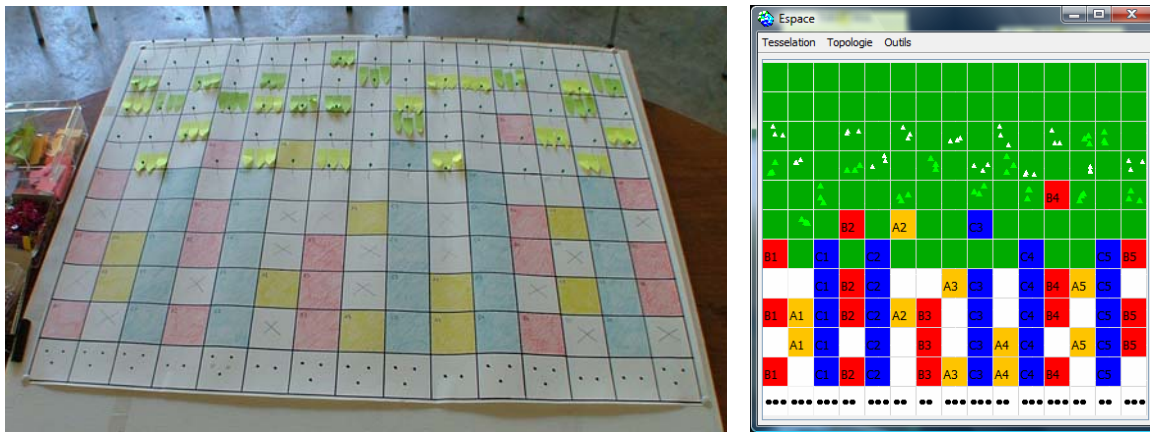 Espace
Tesselation Topologie Outils
B4
B2 A2 C3
B1 C1 C2 C4 C5 B5
C1 B2 C2 A3 C3 C4 B4 A5 C5
B1 A1 C1 B2 C2 A2 B3 C3 C4 B4 C5 B5
A1 C1 C2 B3 C3 A4 C4 A5 C5 B5
B1 C1 B2 C2 B3 A3 C3 A4 C4 B4 C5